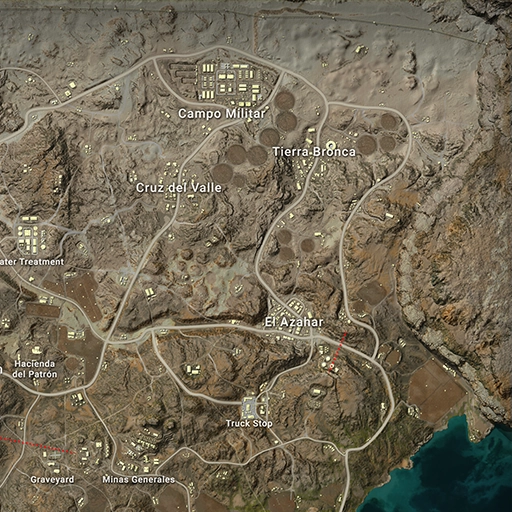 Campo Militar
Tierra Bronca
Cruz del Valle
ater Treatment
El Azahar
Hacienda
del Patrón
Truck Stop
Graveyard
Minas Generales